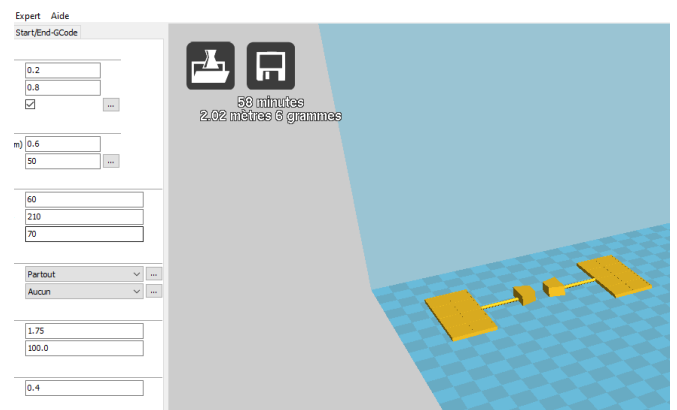 Expert Aide
Start/End-GCode
0.2
0.8
...
58 minutes
2.02 mètres 6 grammes
m) 0.6
50 ...
60
210
70
Partout ...
Aucun ...
1.75
100.0
0.4